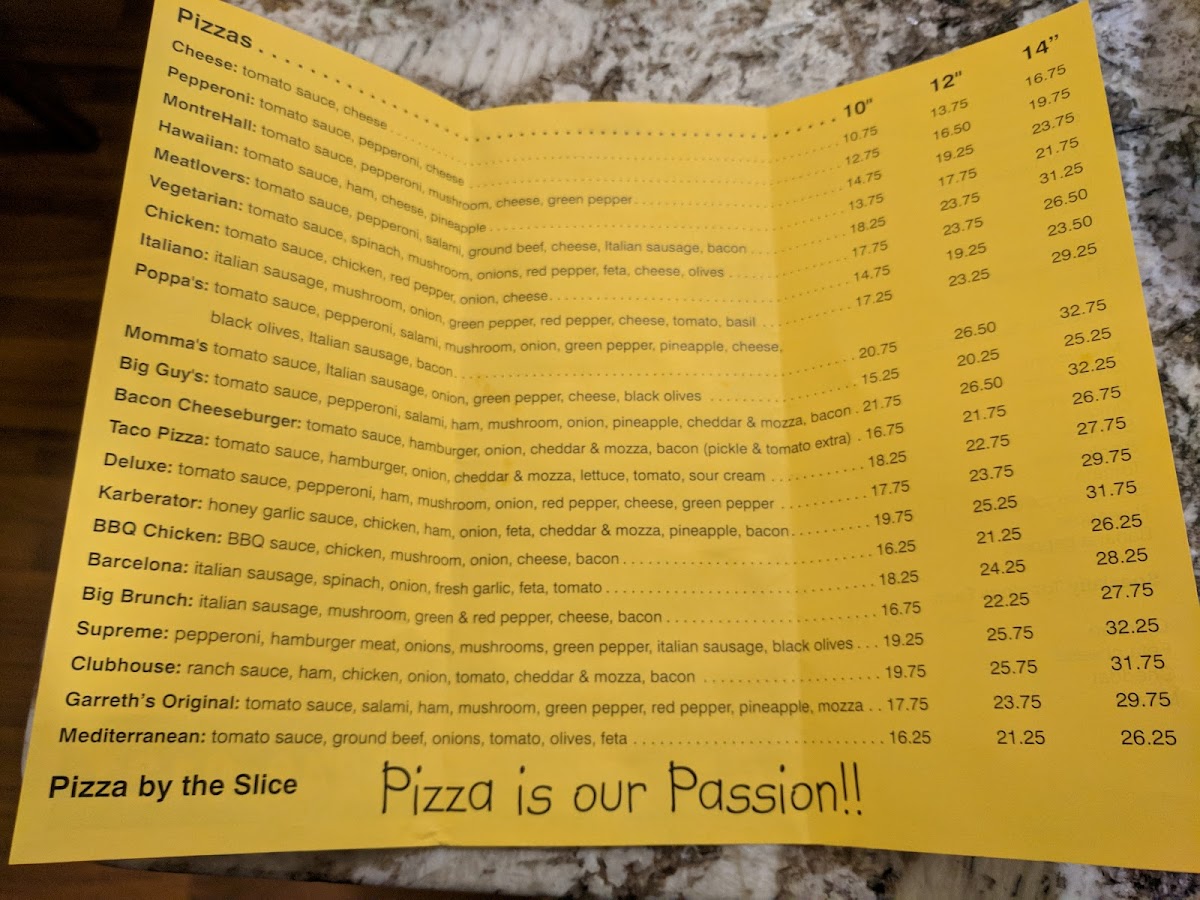 Pizzas 10" 12" 14"
Cheese: tomato sauce, cheese 10.75 13.75 16.75
Pepperoni: tomato sauce, pepperoni, cheese 12.75 16.50 19.75
MontreHall: tomato sauce, pepperoni, mushroom, cheese, green pepper 14.75 19.25 23.75
Hawaiian: tomato sauce, ham, cheese, pineapple 13.75 17.75 21.75
Meatlovers: tomato sauce, pepperoni, salami, ground beef, cheese, Italian sausage, bacon 18.25 23.75 31.25
Vegetarian: tomato sauce, spinach, mushroom, onions, red pepper, feta, cheese, olives 17.75 23.75 26.50
Chicken: tomato sauce, chicken, red pepper, onion, cheese 14.75 19.25 23.50
Italiano: italian sausage, mushroom, onion, green pepper, red pepper, cheese, tomato, basil 17.25 23.25 29.25
Poppa's: tomato sauce, pepperoni, salami, mushroom, onion, green pepper, pineapple, cheese,
black olives, Italian sausage, bacon 20.75 26.50 32.75
Momma's tomato sauce, Italian sausage, onion, green pepper, cheese, black olives 15.25 20.25 25.25
Big Guy's: tomato sauce, pepperoni, salami, ham, mushroom, onion, pineapple, cheddar & mozza, bacon 21.75 26.50 32.25
Bacon Cheeseburger: tomato sauce, hamburger, onion, cheddar & mozza, bacon (pickle & tomato extra) 16.75 21.75 26.75
Taco Pizza: tomato sauce, hamburger, onion, cheddar & mozza, lettuce, tomato, sour cream 18.25 22.75 27.75
Deluxe: tomato sauce, pepperoni, ham, mushroom, onion, red pepper, cheese, green pepper 17.75 23.75 29.75
Karberator: honey garlic sauce, chicken, ham, onion, feta, cheddar & mozza, pineapple, bacon 19.75 25.25 31.75
BBQ Chicken: BBQ sauce, chicken, mushroom, onion, cheese, bacon 16.25 21.25 26.25
Barcelona: italian sausage, spinach, onion, fresh garlic, feta, tomato 18.25 24.25 28.25
Big Brunch: italian sausage, mushroom, green & red pepper, cheese, bacon 16.75 22.25 27.75
Supreme: pepperoni, hamburger meat, onions, mushrooms, green pepper, italian sausage, black olives 19.25 25.75 32.25
Clubhouse: ranch sauce, ham, chicken, onion, tomato, cheddar & mozza, bacon 19.75 25.75 31.75
Garreth's Original: tomato sauce, salami, ham, mushroom, green pepper, red pepper, pineapple, mozza 17.75 23.75 29.75
Mediterranean: tomato sauce, ground beef, onions, tomato, olives, feta 16.25 21.25 26.25
Pizza by the Slice Pizza is our Passion!!